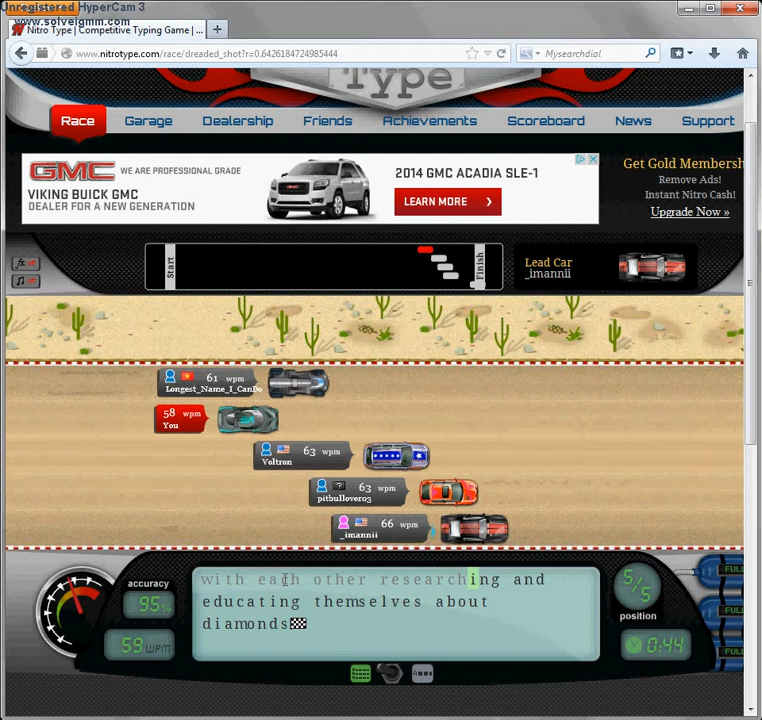 Unregistered HyperCam 3
www.solveigmm.com
Nitro Type | Competitive Typing Game | ...
www.nitrotype.com/race/dreaded_shot?r=0.6426184724985444
Mysearchdial
Type
Race
Garage
Dealership
Friends
Achievements
Scoreboard
News
Support
GMC
WE ARE PROFESSIONAL GRADE
VIKING BUICK GMC
DEALER FOR A NEW GENERATION
2014 GMC ACADIA SLE-1
LEARN MORE
Get Gold Membersh
Remove Ads!
Instant Nitro Cash!
Upgrade Now »
Start
Finish
Lead Car
_imannii
61 wpm
Longest_Name_I_CanDo
58 wpm
You
63 wpm
Voltron
63 wpm
pitbullover03
66 wpm
_imannii
accuracy
95%
59 WPM
with each other researching and
educating themselves about
diamonds
5/5
position
0:44
FULL
FULL
FULL